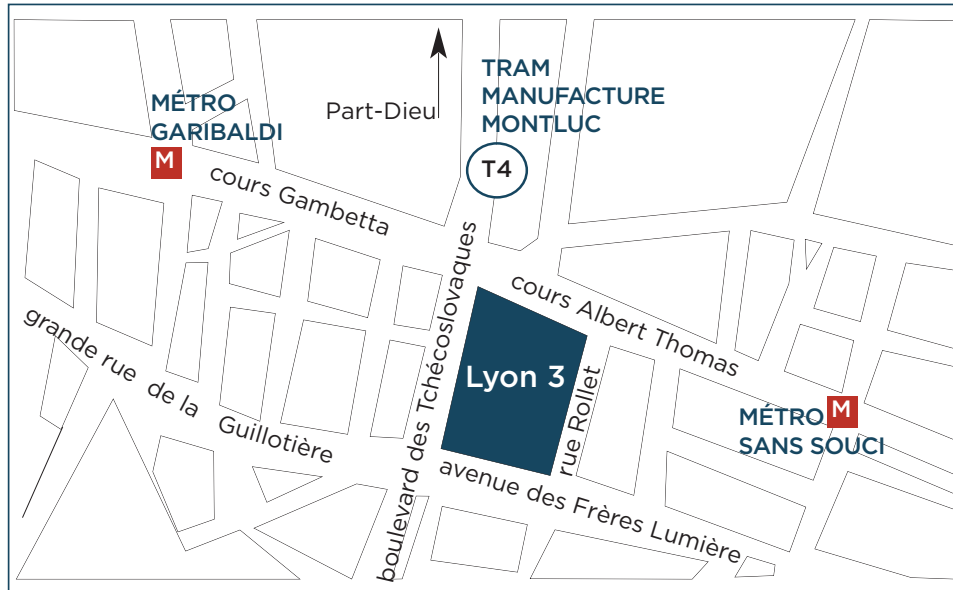 TRAM
MANUFACTURE
MONTLUC
T4
Part-Dieu
MÉTRO
GARIBALDI
M
cours Gambetta
boulevard des Tchécoslovaques
cours Albert Thomas
grande rue de la Guillotière
Lyon 3
rue Rollet
MÉTRO
SANS SOUCI
M
avenue des Frères Lumière